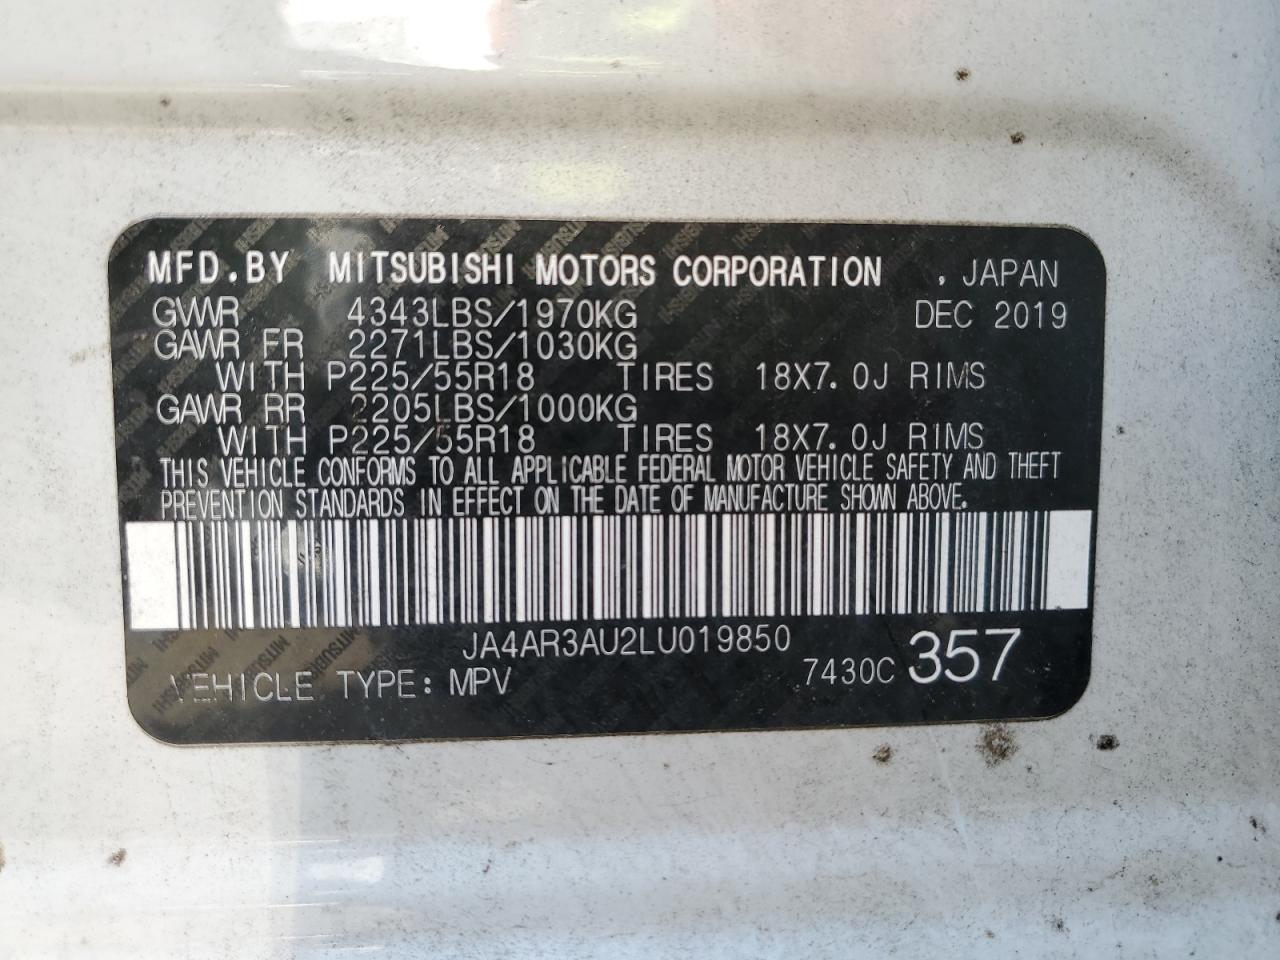 MFD.BY MITSUBISHI MOTORS CORPORATION , JAPAN
GVWR 4343LBS/1970KG DEC 2019
GAWR FR 2271LBS/1030KG
WITH P225/55R18 TIRES 18X7.0J RIMS
GAWR RR 2205LBS/1000KG
WITH P225/55R18 TIRES 18X7.0J RIMS
THIS VEHICLE CONFORMS TO ALL APPLICABLE FEDERAL MOTOR VEHICLE SAFETY AND THEFT
PREVENTION STANDARDS IN EFFECT ON THE DATE OF MANUFACTURE SHOWN ABOVE.
JA4AR3AU2LU019850
7430C 357
VEHICLE TYPE: MPV